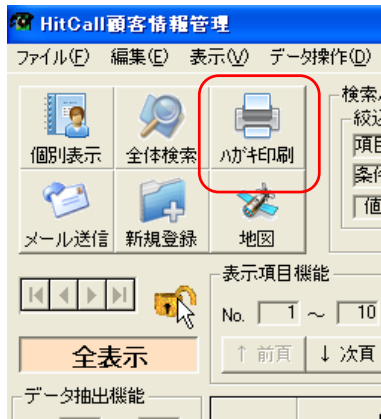 HitCall顧客情報管理
ファイル(F) 編集(E) 表示(V) データ操作(D)
個別表示 全体検索 ハガキ印刷
メール送信 新規登録 地図
検索
絞込
項目
条件
値
表示項目機能
No. 1 ～ 10
↑ 前頁 ↓ 次頁
全表示
データ抽出機能